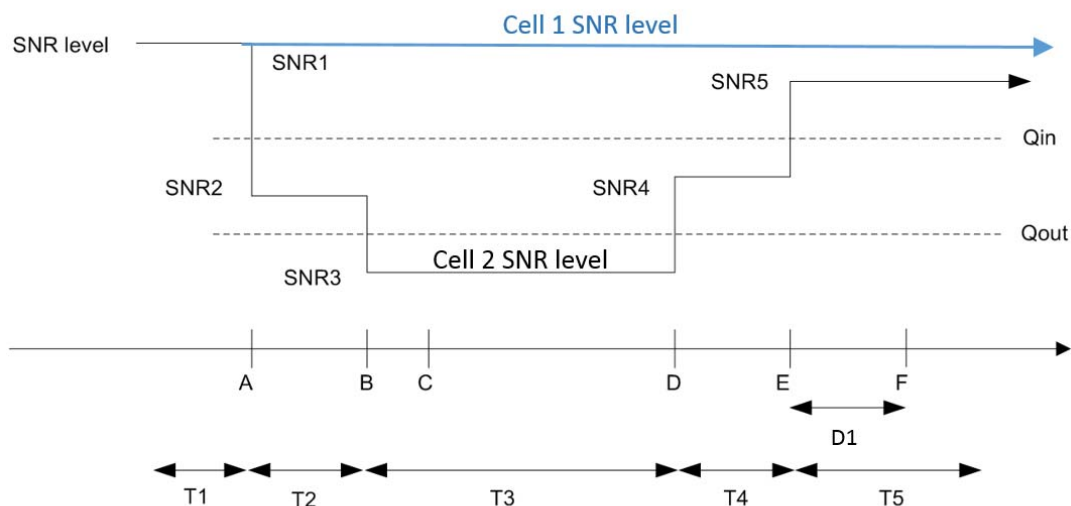 Cell 1 SNR level
SNR level
SNR1
SNR5
Qin
SNR2
SNR4
Qout
Cell 2 SNR level
SNR3
A B C D E F
D1
T1 T2 T3 T4 T5